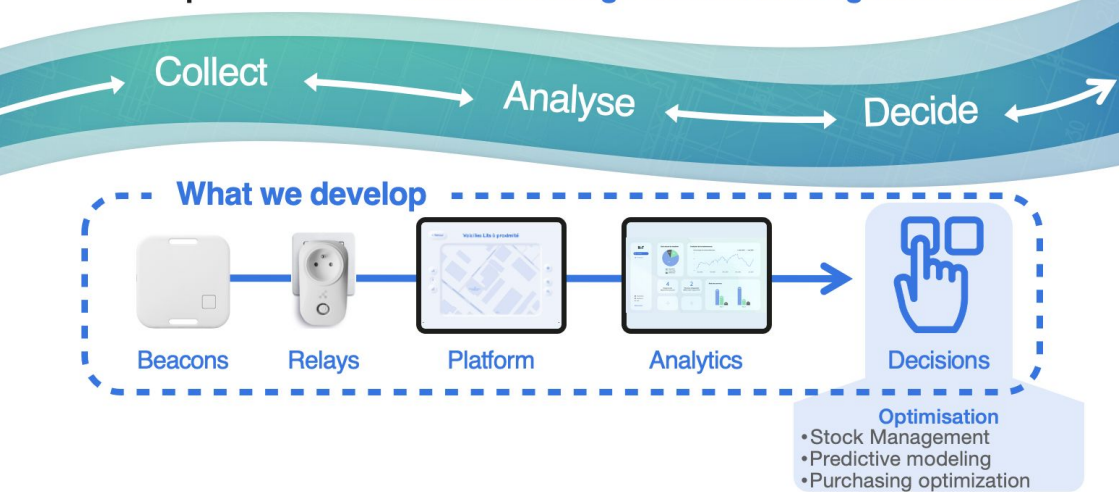 Collect
Analyse
Decide
What we develop
Beacons
Relays
Platform
Analytics
Decisions
Optimisation
•Stock Management
•Predictive modeling
•Purchasing optimization